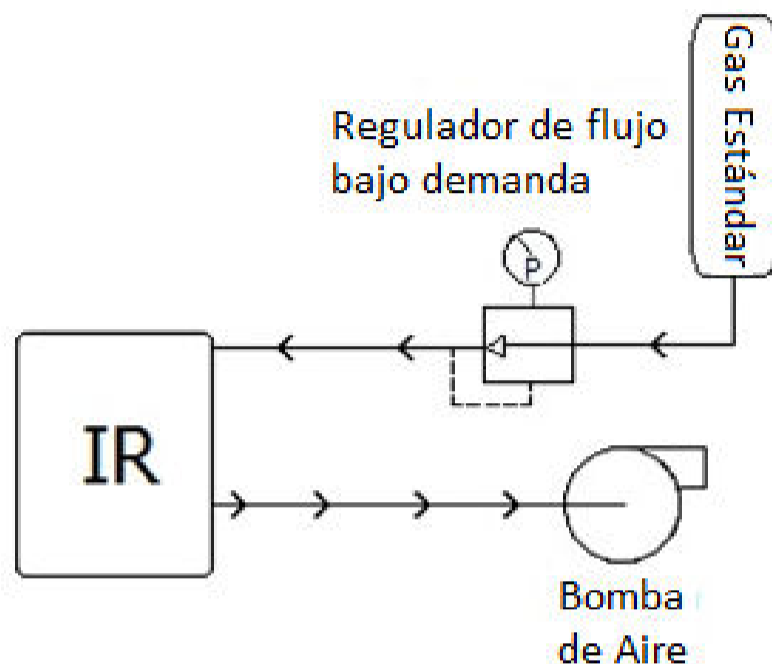 Gas Estándar
Regulador de flujo
bajo demanda
P
IR
Bomba
de Aire